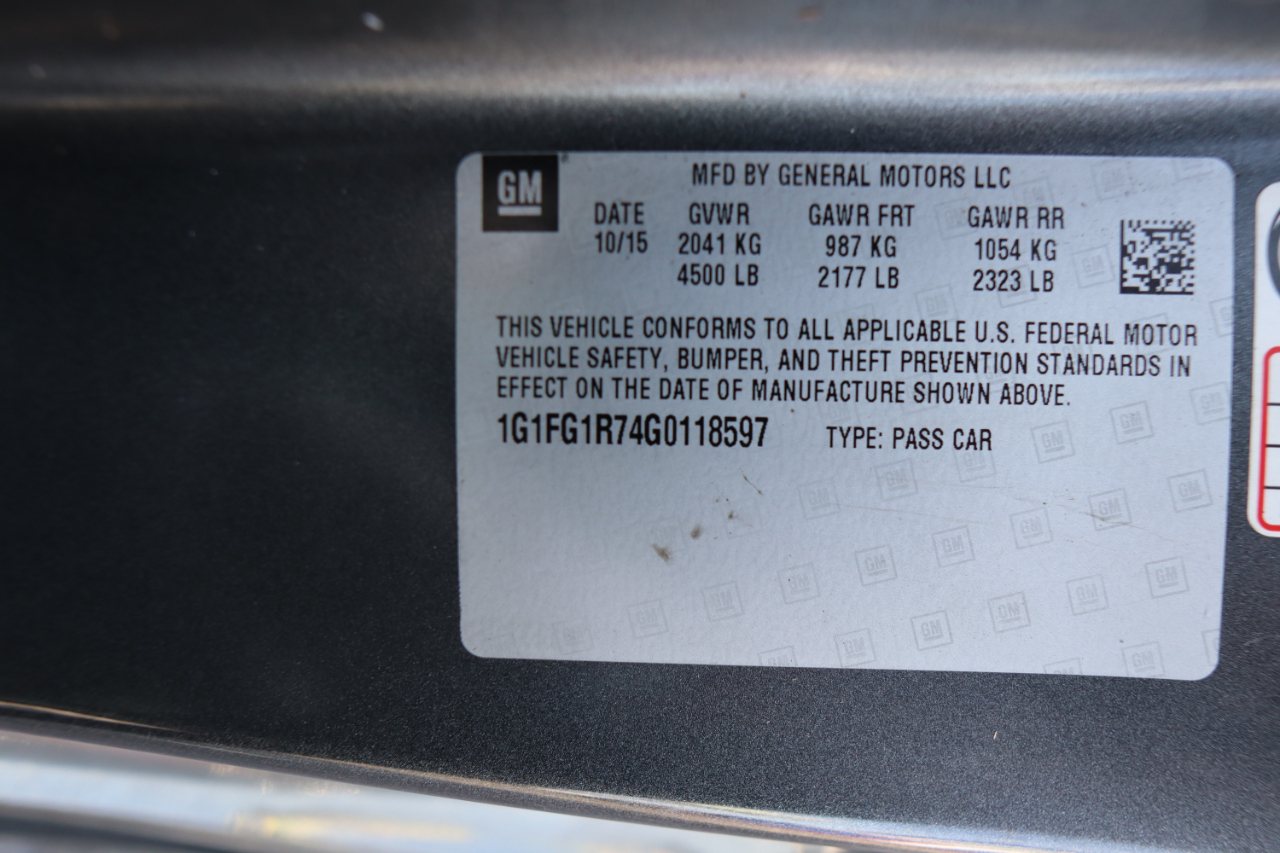 GM
MFD BY GENERAL MOTORS LLC
DATE GVWR GAWR FRT GAWR RR
10/15 2041 KG 987 KG 1054 KG
4500 LB 2177 LB 2323 LB
THIS VEHICLE CONFORMS TO ALL APPLICABLE U.S. FEDERAL MOTOR
VEHICLE SAFETY, BUMPER, AND THEFT PREVENTION STANDARDS IN
EFFECT ON THE DATE OF MANUFACTURE SHOWN ABOVE.
1G1FG1R74G0118597 TYPE: PASS CAR